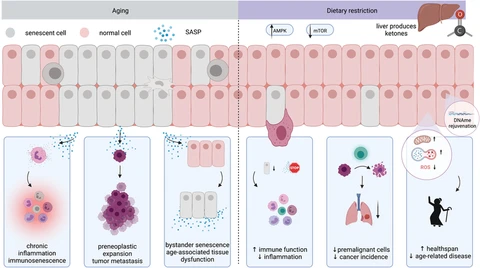 Aging
Dietary restriction
senescent cell
normal cell
SASP
AMPK
mTOR
liver produces
ketones
O
C
DNAme
rejuvenation
ROS
STOP
chronic
inflammation
immunosenescence
preneoplastic
expansion
tumor metastasis
bystander senescence
age-associated tissue
dysfunction
↑ immune function
↓ inflammation
↓premalignant cells
↓ cancer incidence
↑ healthspan
↓ age-related disease